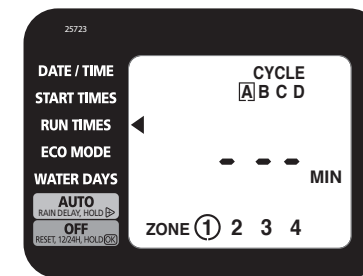 25723
DATE / TIME
START TIMES
RUN TIMES
ECO MODE
WATER DAYS
AUTO
RAIN DELAY, HOLD
OFF
RESET, 12/24H, HOLD OK
CYCLE
A B C D
- - -
MIN
ZONE 1 2 3 4